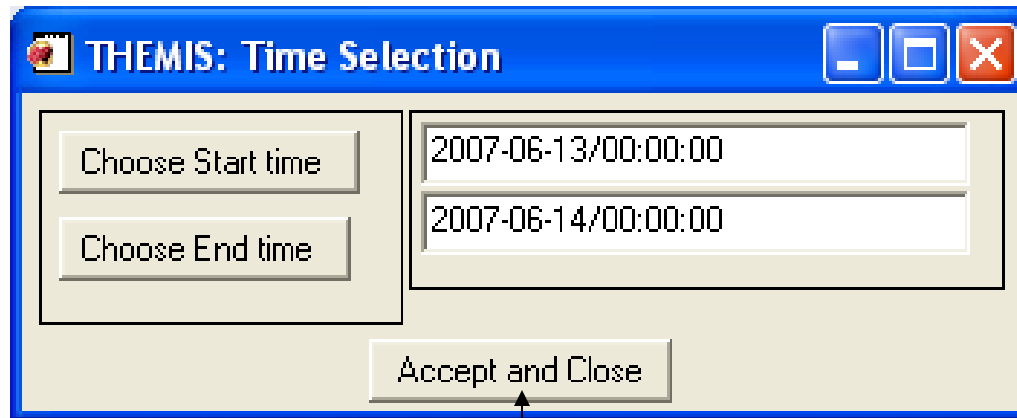 THEMIS: Time Selection
Choose Start time
2007-06-13/00:00:00
Choose End time
2007-06-14/00:00:00
Accept and Close